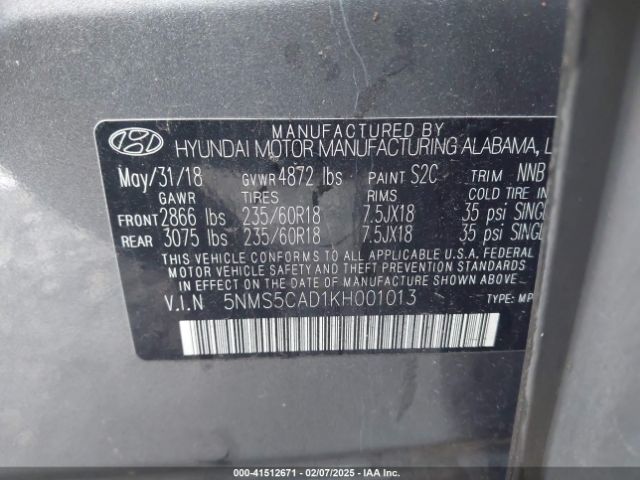 MANUFACTURED BY
HYUNDAI MOTOR MANUFACTURING ALABAMA, L
May/31/18 GVWR 4872 lbs PAINT S2C TRIM NNB
GAWR TIRES RIMS COLD TIRE IN
FRONT 2866 lbs 235/60R18 7.5JX18 35 psi SINGL
REAR 3075 lbs 235/60R18 7.5JX18 35 psi SINGL
THIS VEHICLE CONFORMS TO ALL APPLICABLE U.S.A. FEDERAL
MOTOR VEHICLE SAFETY BUMPER, AND THEFT PREVENTION STANDARDS
IN EFFECT ON THE DATE OF MANUFACTURE SHOWN ABOVE.
V.I.N 5NMS5CAD1KH001013 TYPE: MP
000-41512671 - 02/07/2025 - IAA Inc.